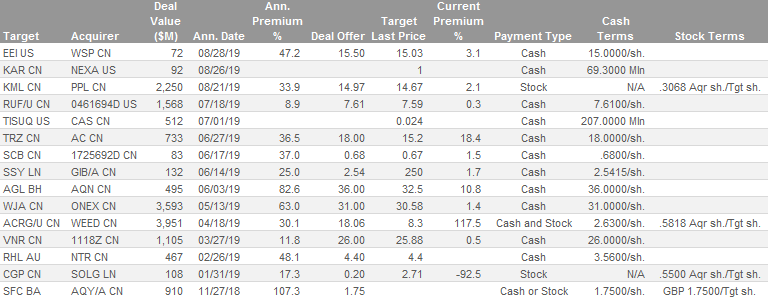 Deal Ann. Target Current
Value Premium Last Price Premium Cash
Target Acquirer ($M) Ann. Date % Deal Offer % Payment Type Terms Stock Terms
EEI US WSP CN 72 08/28/19 47.2 15.50 15.03 3.1 Cash 15.0000/sh.
KAR CN NEXA US 92 08/26/19 1 Cash 69.3000 Mln
KML CN PPL CN 2,250 08/21/19 33.9 14.97 14.67 2.1 Stock N/A .3068 Aqr sh./Tgt sh.
RUF/U CN 0461694D US 1,568 07/18/19 8.9 7.61 7.59 0.3 Cash 7.6100/sh.
TISUQ US CAS CN 512 07/01/19 0.024 Cash 207.0000 Mln
TRZ CN AC CN 733 06/27/19 36.5 18.00 15.2 18.4 Cash 18.0000/sh.
SCB CN 1725692D CN 83 06/17/19 37.0 0.68 0.67 1.5 Cash .6800/sh.
SSY LN GIB/A CN 132 06/14/19 25.0 2.54 250 1.7 Cash 2.5415/sh.
AGL BH AQN CN 495 06/03/19 82.6 36.00 32.5 10.8 Cash 36.0000/sh.
WJA CN ONEX CN 3,593 05/13/19 63.0 31.00 30.58 1.4 Cash 31.0000/sh.
ACRG/U CN WEED CN 3,951 04/18/19 30.1 18.06 8.3 117.5 Cash and Stock 2.6300/sh. .5818 Aqr sh./Tgt sh.
VNR CN 1118Z CN 1,105 03/27/19 11.8 26.00 25.88 0.5 Cash 26.0000/sh.
RHL AU NTR CN 467 02/26/19 48.1 4.40 4.4 Cash 3.5600/sh.
CGP CN SOLG LN 108 01/31/19 17.3 0.20 2.71 -92.5 Stock N/A .5500 Aqr sh./Tgt sh.
SFC BA AQY/A CN 910 11/27/18 107.3 1.75 Cash or Stock 1.7500/sh. GBP 1.7500/Tgt sh.